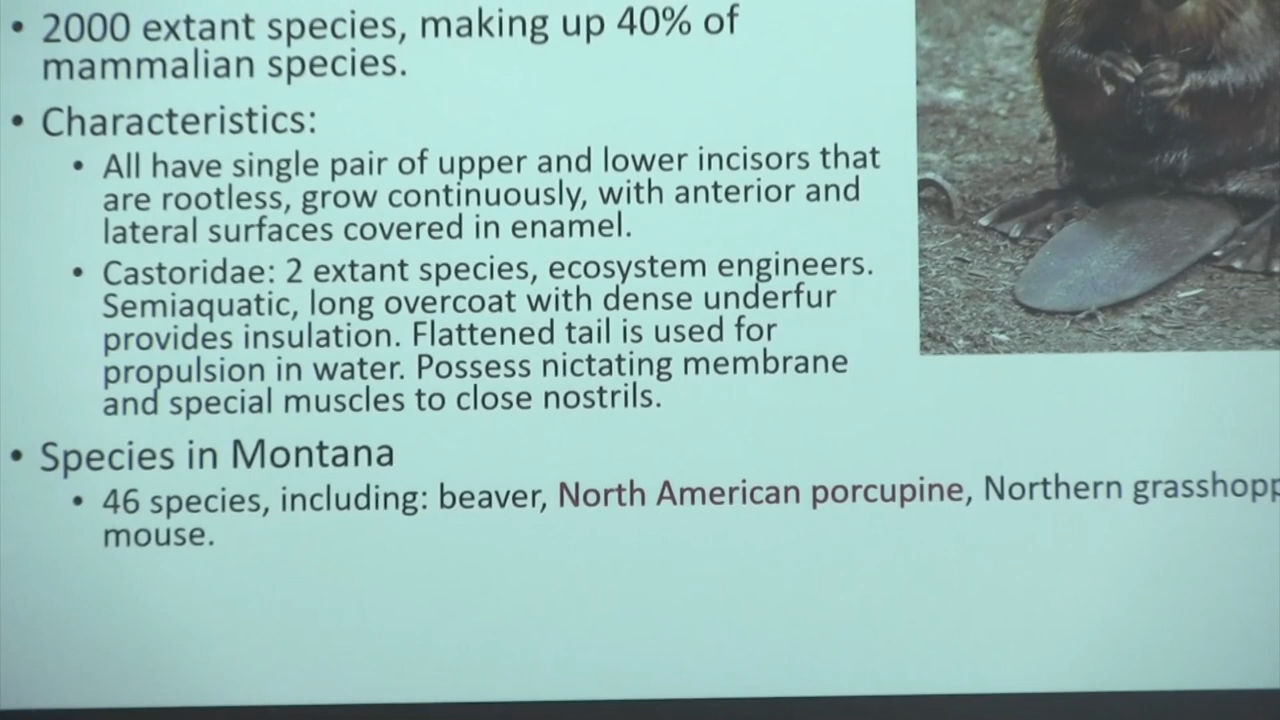 • 2000 extant species, making up 40% of
mammalian species.
• Characteristics:
• All have single pair of upper and lower incisors that
are rootless, grow continuously, with anterior and
lateral surfaces covered in enamel.
• Castoridae: 2 extant species, ecosystem engineers.
Semiaquatic, long overcoat with dense underfur
provides insulation. Flattened tail is used for
propulsion in water. Possess nictating membrane
and special muscles to close nostrils.
• Species in Montana
• 46 species, including: beaver, North American porcupine, Northern grasshopp
mouse.